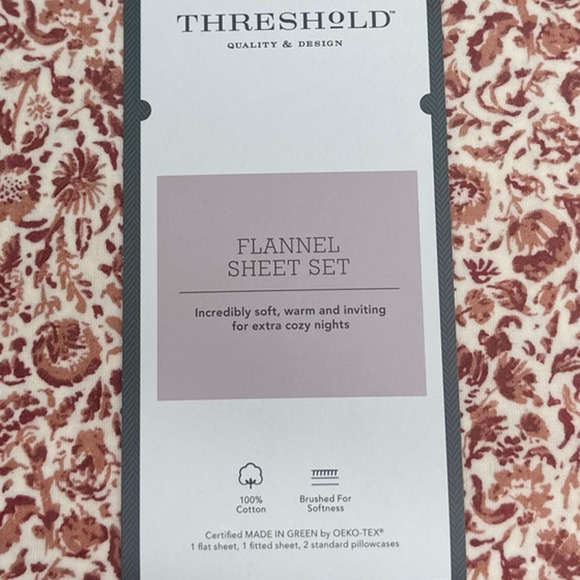 THRESHOLD™
QUALITY & DESIGN
FLANNEL
SHEET SET
Incredibly soft, warm and inviting
for extra cozy nights
100%
Cotton
Brushed For
Softness
Certified MADE IN GREEN by OEKO-TEX®
1 flat sheet, 1 fitted sheet, 2 standard pillowcases